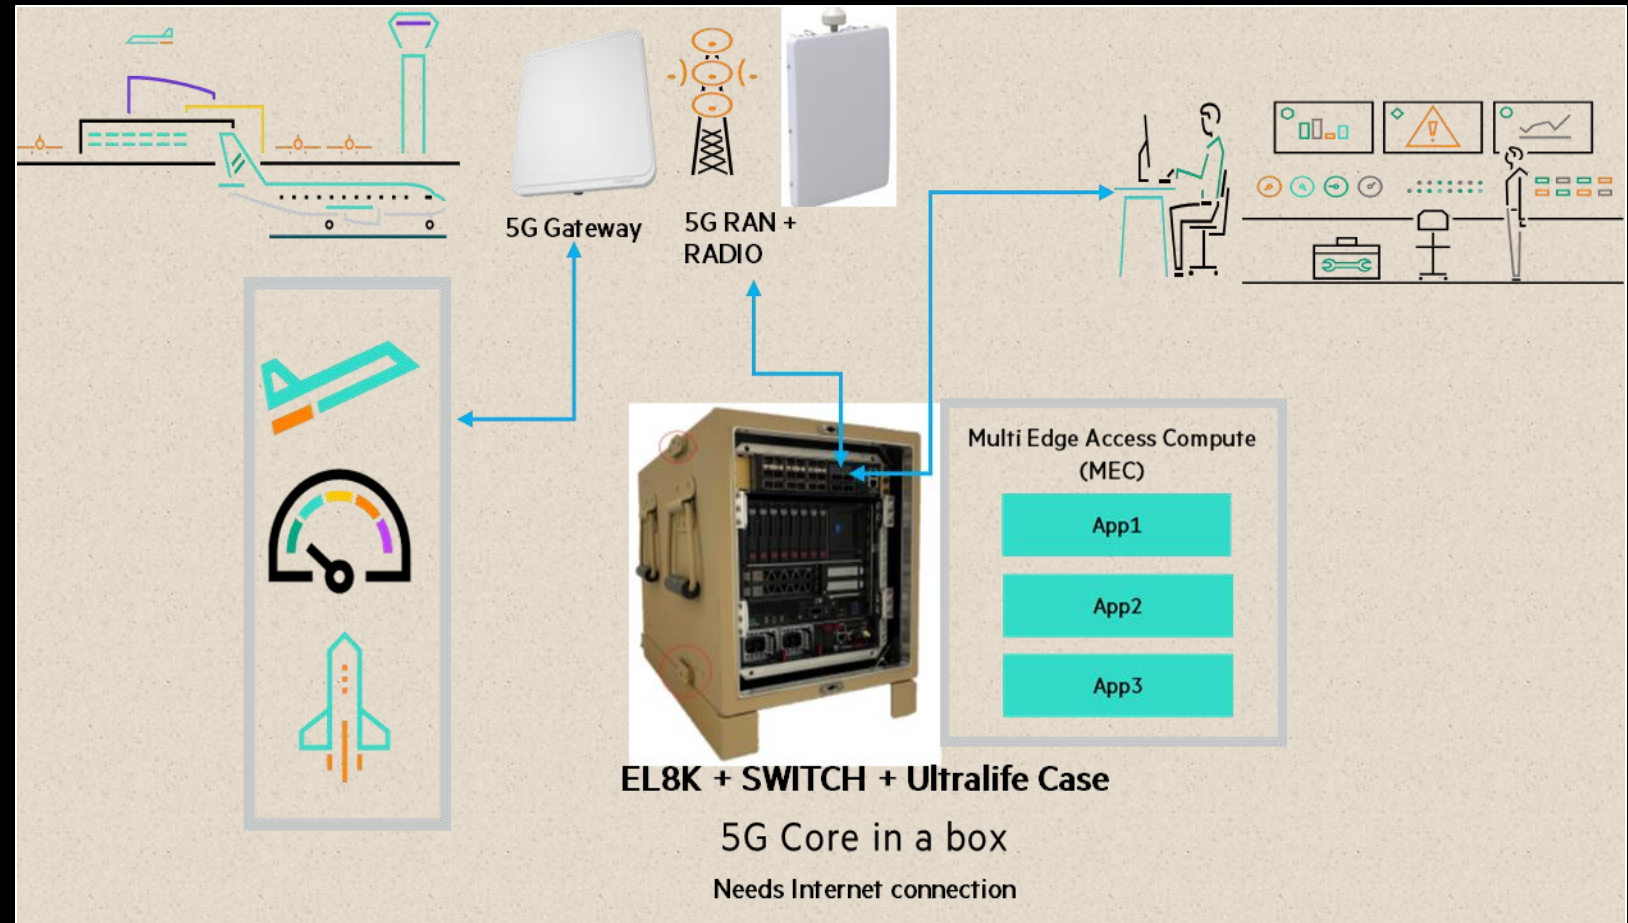 5G Gateway
5G RAN +
RADIO
Multi Edge Access Compute
(MEC)
App1
App2
App3
EL8K + SWITCH + Ultralife Case
5G Core in a box
Needs Internet connection